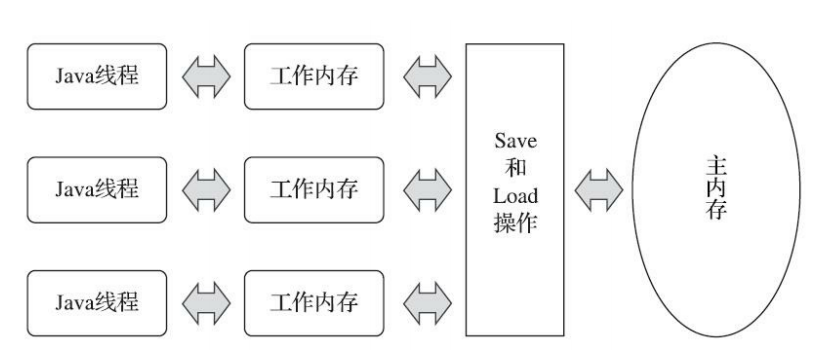 Java线程
工作内存
Java线程
工作内存
Java线程
工作内存
Save
和
Load
操作
主
内
存